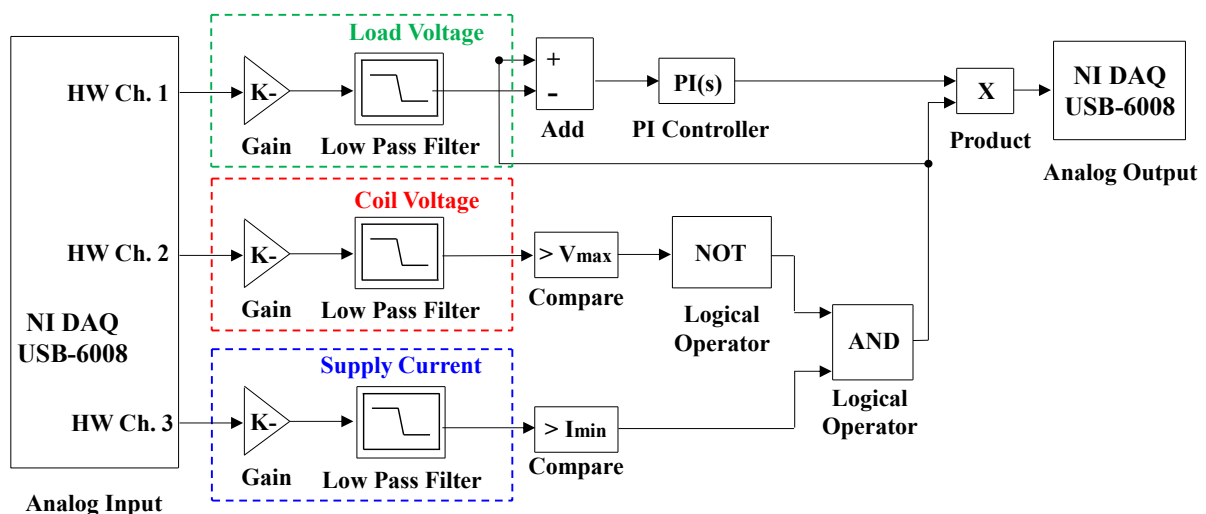 Load Voltage
HW Ch. 1
K-
Gain
Low Pass Filter
+
-
Add
PI(s)
PI Controller
X
Product
NI DAQ
USB-6008
Analog Output
Coil Voltage
HW Ch. 2
K-
Gain
Low Pass Filter
> Vmax
Compare
NOT
Logical
Operator
AND
Logical
Operator
NI DAQ
USB-6008
Supply Current
HW Ch. 3
K-
Gain
Low Pass Filter
> Imin
Compare
Analog Input